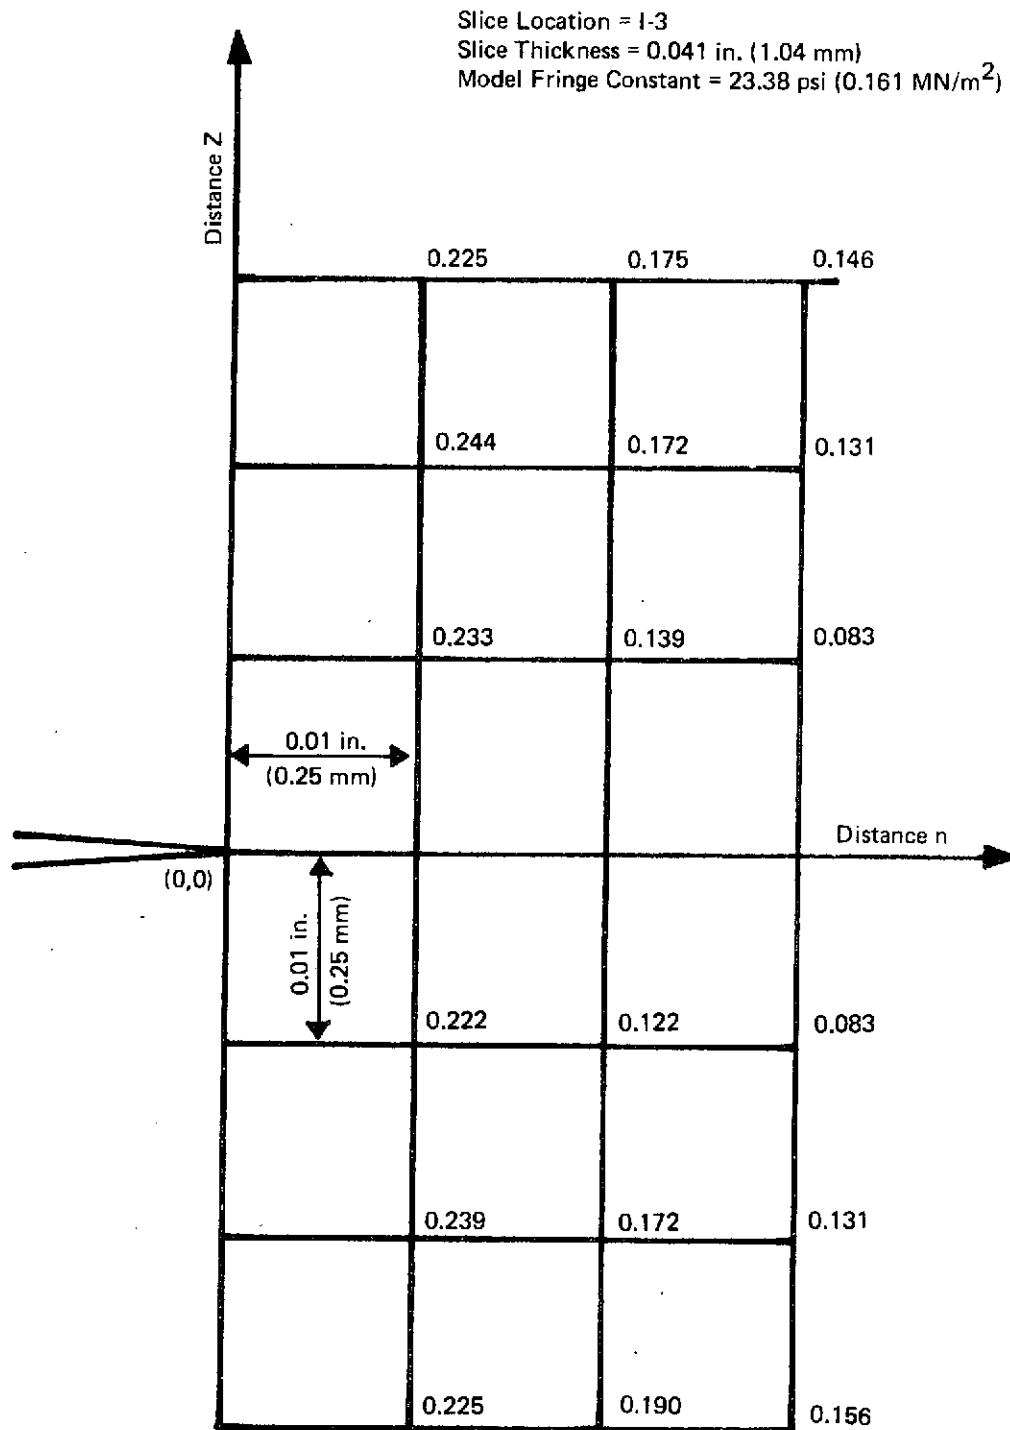 Slice Location = I-3
Slice Thickness = 0.041 in. (1.04 mm)
Model Fringe Constant = 23.38 psi (0.161 MN/m²)
Distance Z
0.225 0.175 0.146
0.244 0.172 0.131
0.233 0.139 0.083
0.01 in.
(0.25 mm)
Distance n
(0,0)
0.01 in.
(0.25 mm)
0.222 0.122 0.083
0.239 0.172 0.131
0.225 0.190 0.156